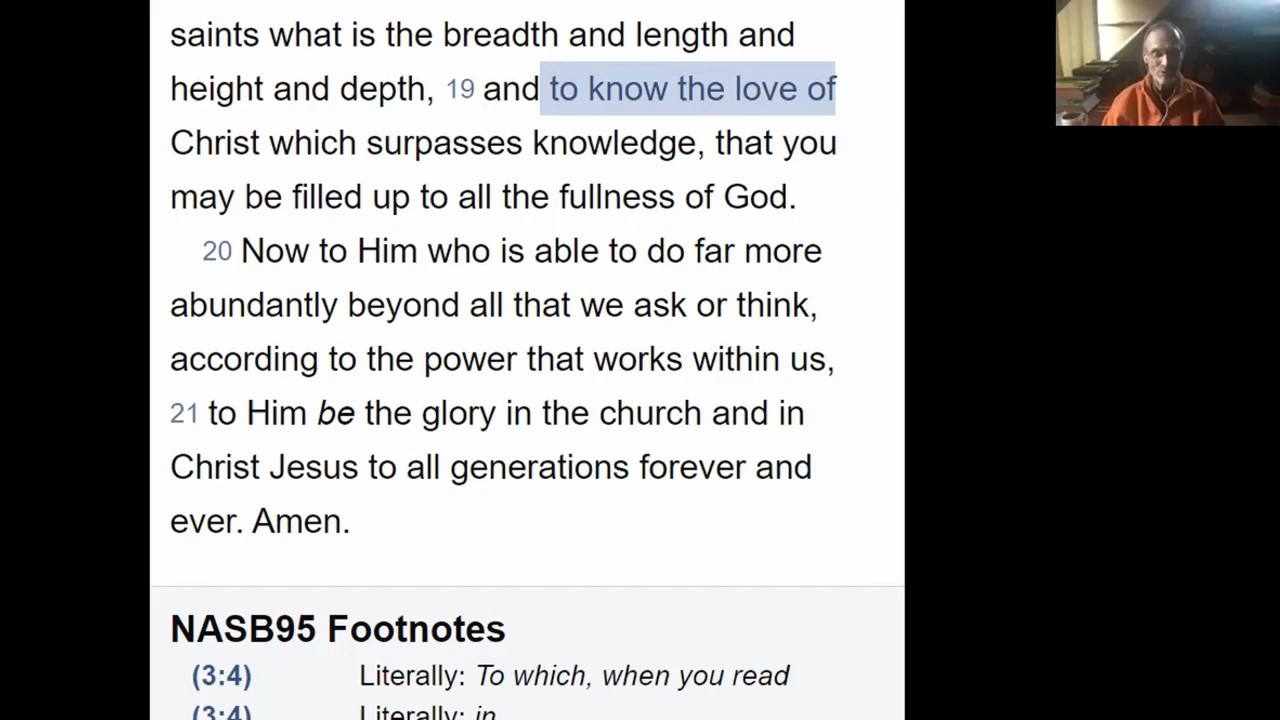 saints what is the breadth and length and
height and depth, 19 and to know the love of
Christ which surpasses knowledge, that you
may be filled up to all the fullness of God.
20 Now to Him who is able to do far more
abundantly beyond all that we ask or think,
according to the power that works within us,
21 to Him be the glory in the church and in
Christ Jesus to all generations forever and
ever. Amen.
NASB95 Footnotes
(3:4) Literally: To which, when you read
(3:4) Literally: in